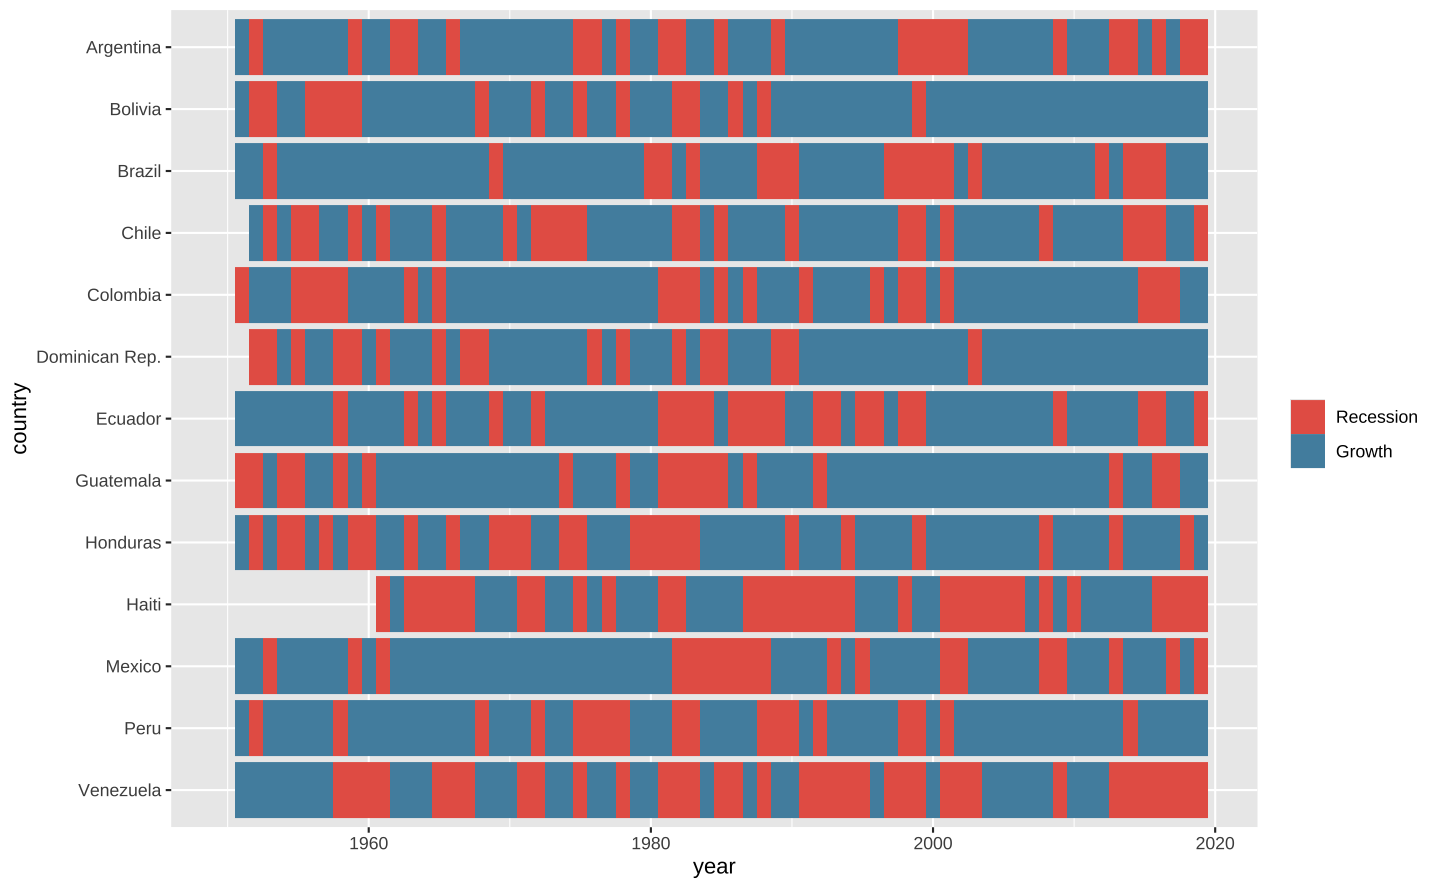 Argentina
Bolivia
Brazil
Chile
Colombia
Dominican Rep.
Ecuador
Guatemala
Honduras
Haiti
Mexico
Peru
Venezuela
country
1960 1980 2000 2020
year
Recession
Growth